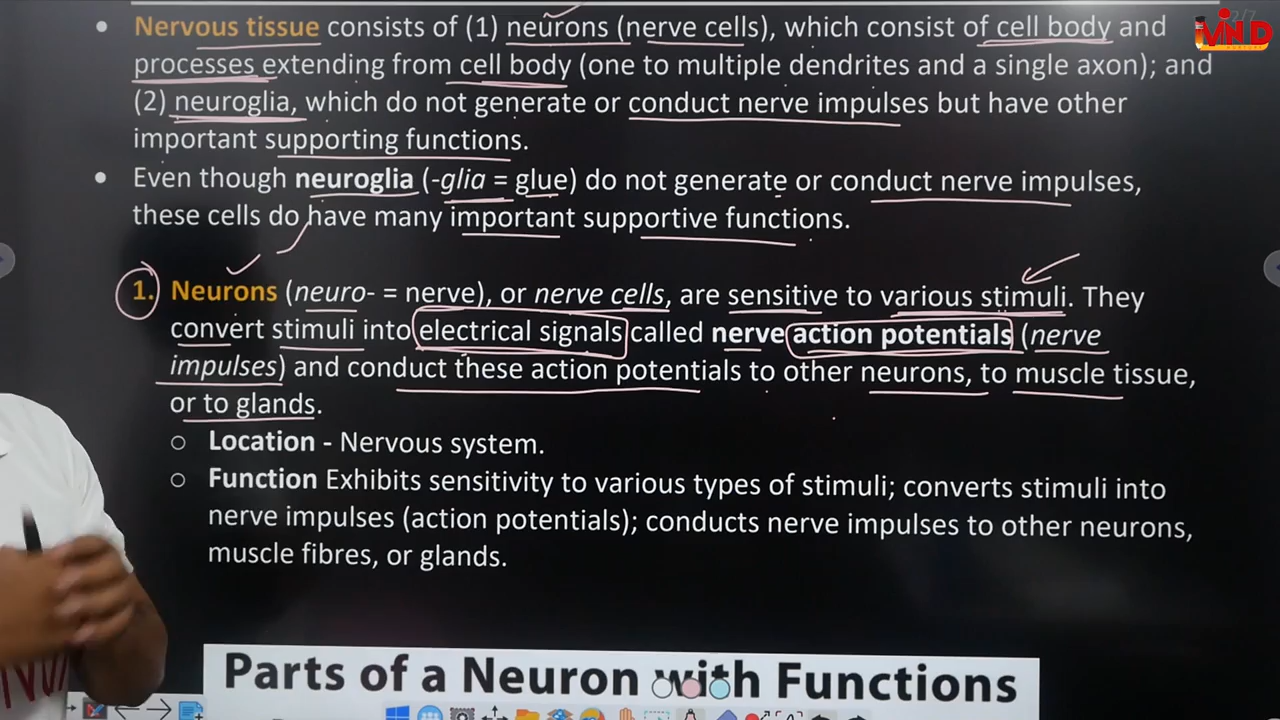 • Nervous tissue consists of (1) neurons (nerve cells), which consist of cell body and
processes extending from cell body (one to multiple dendrites and a single axon); and
(2) neuroglia, which do not generate or conduct nerve impulses but have other
important supporting functions.
• Even though neuroglia (-glia = glue) do not generate or conduct nerve impulses,
these cells do have many important supportive functions.
1. Neurons (neuro- = nerve), or nerve cells, are sensitive to various stimuli. They
convert stimuli into electrical signals called nerve action potentials (nerve
impulses) and conduct these action potentials to other neurons, to muscle tissue,
or to glands.
○ Location - Nervous system.
○ Function Exhibits sensitivity to various types of stimuli; converts stimuli into
nerve impulses (action potentials); conducts nerve impulses to other neurons,
muscle fibres, or glands.
Parts of a Neuron with Functions